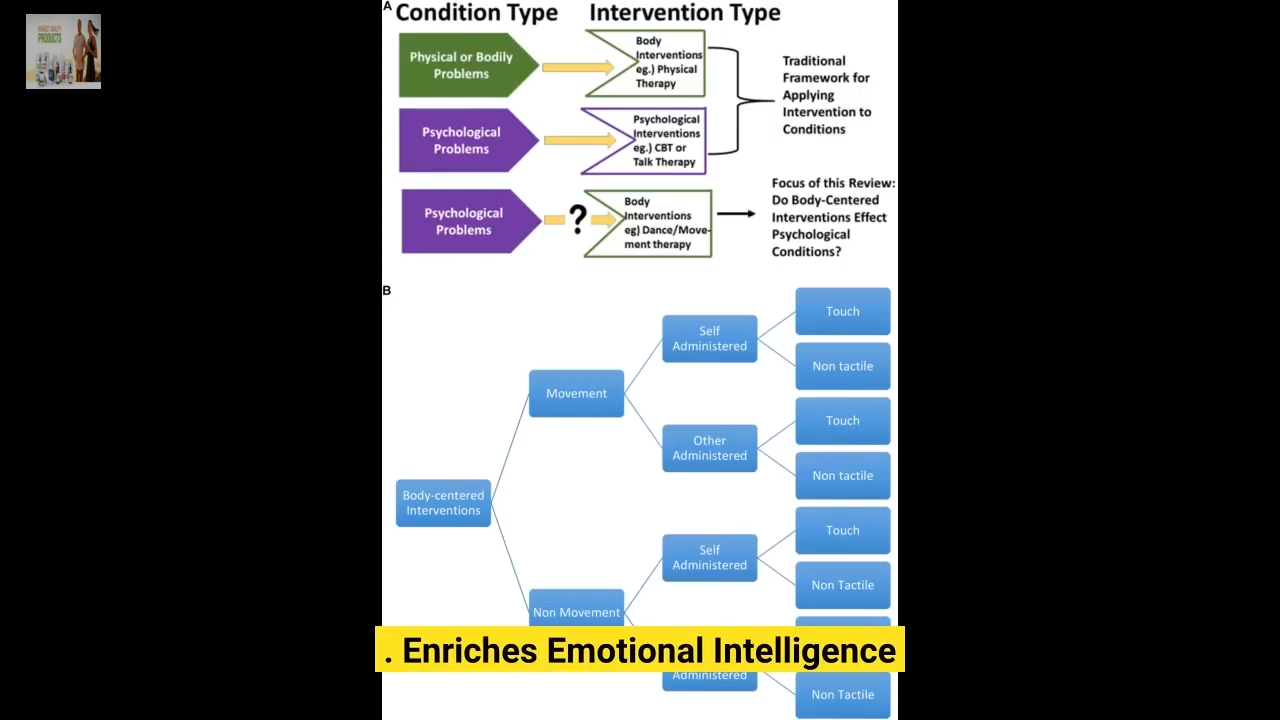 HIGHEST QUALITY
PRODUCTS
A
Condition Type
Intervention Type
Physical or Bodily
Problems
Body
Interventions
eg.) Physical
Therapy
Psychological
Problems
Psychological
Interventions
eg.) CBT or
Talk Therapy
Traditional
Framework for
Applying
Intervention to
Conditions
Psychological
Problems
?
Body
Interventions
eg) Dance/Move-
ment therapy
Focus of this Review:
Do Body-Centered
Interventions Effect
Psychological
Conditions?
B
Body-centered
Interventions
Movement
Self
Administered
Touch
Non tactile
Other
Administered
Touch
Non tactile
Non Movement
Self
Administered
Touch
Non Tactile
Administered
Non Tactile
. Enriches Emotional Intelligence